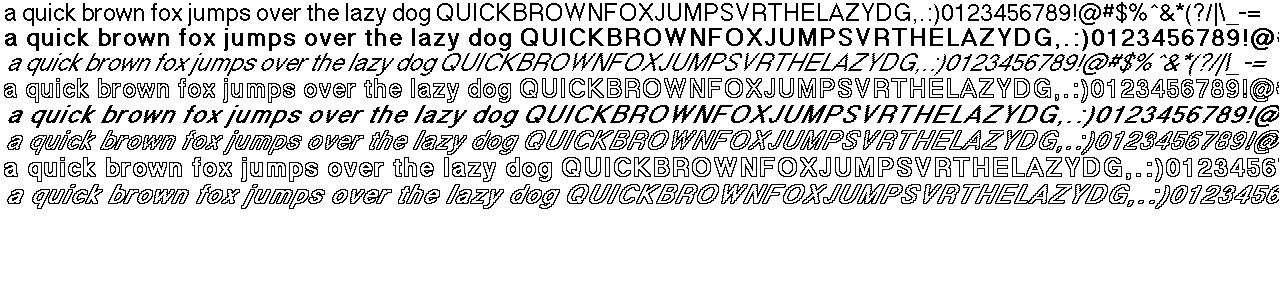 a quick brown fox jumps over the lazy dog QUICKBROWNFOXJUMPSVRTHELAZYDG,.:)0123456789!@#$%^&*(?/|\_-=
a quick brown fox jumps over the lazy dog QUICKBROWNFOXJUMPSVRTHELAZYDG,.:)0123456789!@
a quick brown fox jumps over the lazy dog QUICKBROWNFOXJUMPSVRTHELAZYDG,.:)0123456789!@#$%^&*(?/|\_-=
a quick brown fox jumps over the lazy dog QUICKBROWNFOXJUMPSVRTHELAZYDG,.:)0123456789!@
a quick brown fox jumps over the lazy dog QUICKBROWNFOXJUMPSVRTHELAZYDG,.:)0123456789!@
a quick brown fox jumps over the lazy dog QUICKBROWNFOXJUMPSVRTHELAZYDG,.:)0123456789!@
a quick brown fox jumps over the lazy dog QUICKBROWNFOXJUMPSVRTHELAZYDG,.:)0123456
a quick brown fox jumps over the lazy dog QUICKBROWNFOXJUMPSVRTHELAZYDG,.:)0123456